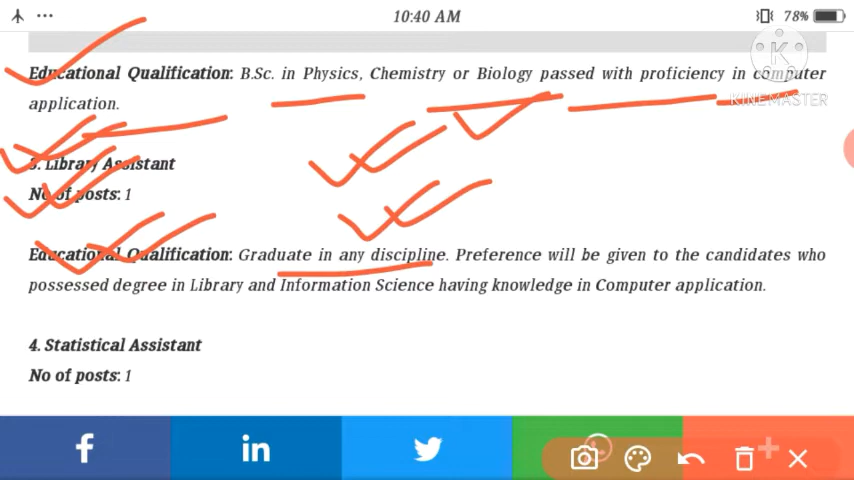 10:40 AM
78%
Educational Qualification: B.Sc. in Physics, Chemistry or Biology passed with proficiency in computer
K
KINEMASTER
application.
3. Library Assistant
No of posts: 1
Educational Qualification: Graduate in any discipline. Preference will be given to the candidates who
possessed degree in Library and Information Science having knowledge in Computer application.
4. Statistical Assistant
No of posts: 1
f
in